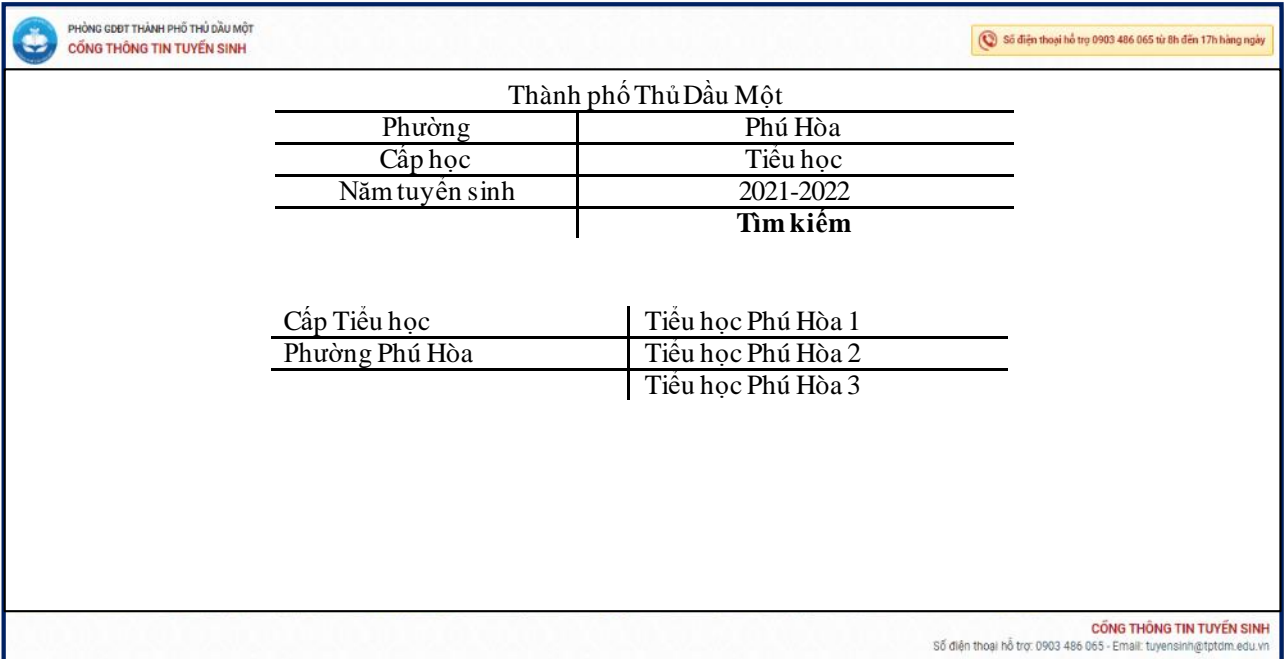 PHÒNG GDĐT THÀNH PHỐ THỦ DẦU MỘT
CỔNG THÔNG TIN TUYỂN SINH
Số điện thoại hỗ trợ 0903 486 065 từ 8h đến 17h hàng ngày
Thành phố Thủ Dầu Một
Phường Phú Hòa
Cấp học Tiểu học
Năm tuyển sinh 2021-2022
Tìm kiếm
Cấp Tiểu học Tiểu học Phú Hòa 1
Phường Phú Hòa Tiểu học Phú Hòa 2
Tiểu học Phú Hòa 3
CỔNG THÔNG TIN TUYỂN SINH
Số điện thoại hỗ trợ: 0903 486 065 - Email: tuyensinh@tptdm.edu.vn